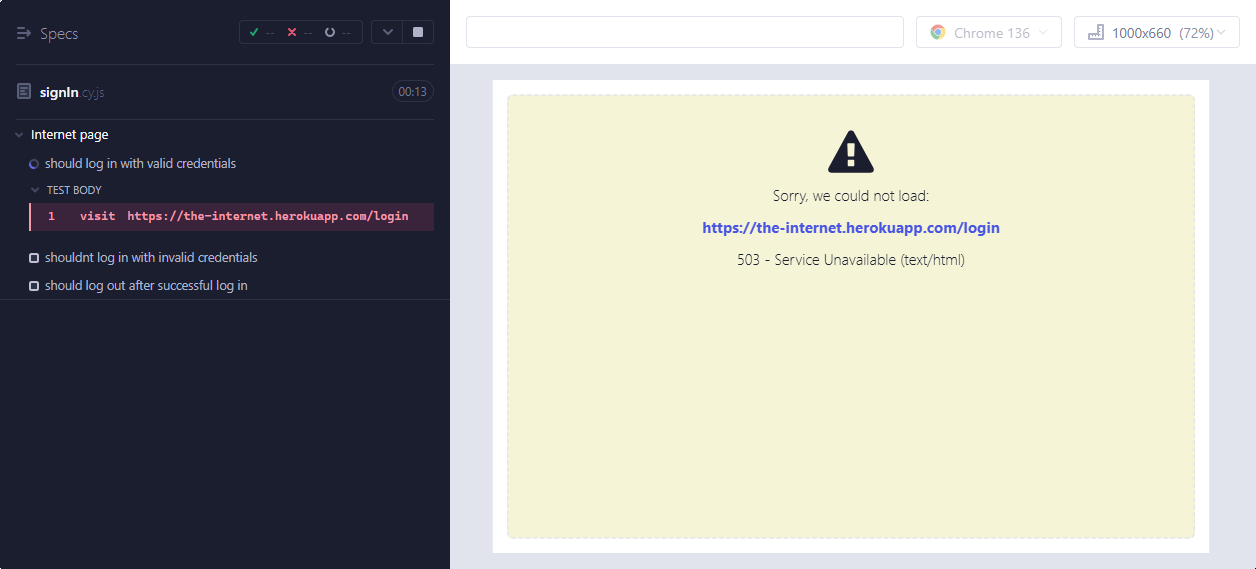 Specs
-- -- --
signIn.cy.js
00:13
Internet page
should log in with valid credentials
TEST BODY
1 visit https://the-internet.herokuapp.com/login
shouldnt log in with invalid credentials
should log out after successful log in
Chrome 136
1000x660 (72%)
Sorry, we could not load:
https://the-internet.herokuapp.com/login
503 - Service Unavailable (text/html)